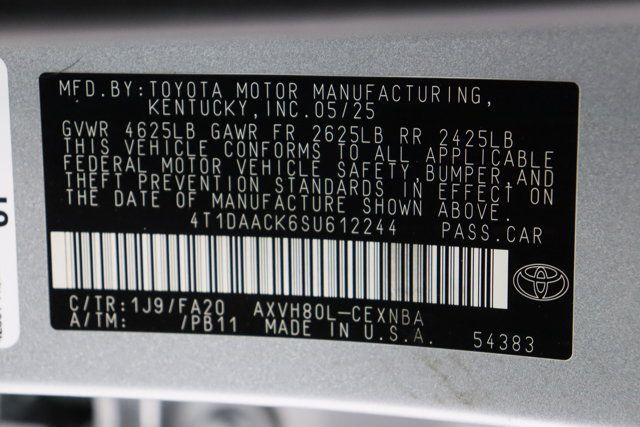 MFD.BY:TOYOTA MOTOR MANUFACTURING,
KENTUCKY,INC.05/25
GVWR 4625LB GAWR FR 2625LB RR 2425LB
THIS VEHICLE CONFORMS TO ALL APPLICABLE
FEDERAL MOTOR VEHICLE SAFETY,BUMPER AND
THEFT PREVENTION STANDARDS IN EFFECT ON
THE DATE OF MANUFACTURE SHOWN ABOVE.
4T1DAACK6SU612244 PASS.CAR
C/TR:1J9/FA20 AXVH80L-CEXNBA
A/TM: /PB11 MADE IN U.S.A. 54383